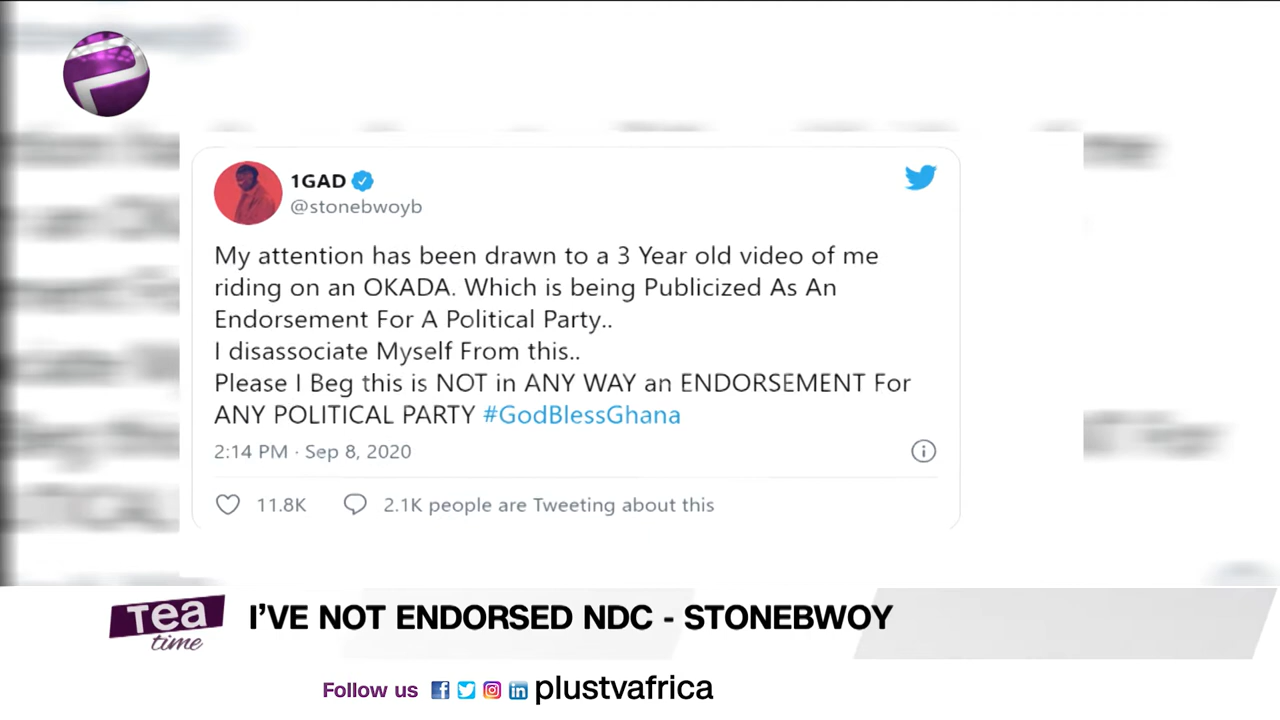 1GAD
@stonebwoyb
My attention has been drawn to a 3 Year old video of me
riding on an OKADA. Which is being Publicized As An
Endorsement For A Political Party..
I disassociate Myself From this..
Please I Beg this is NOT in ANY WAY an ENDORSEMENT For
ANY POLITICAL PARTY #GodBlessGhana
2:14 PM · Sep 8, 2020
11.8K 2.1K people are Tweeting about this
Tea
time
I'VE NOT ENDORSED NDC - STONEBWOY
Follow us plustvafrica